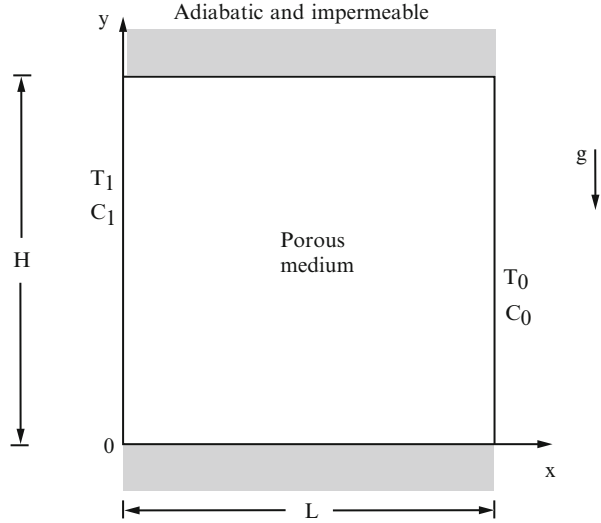 Adiabatic and impermeable
y
g
T1
C1
Porous
medium
H
T0
C0
0
x
L